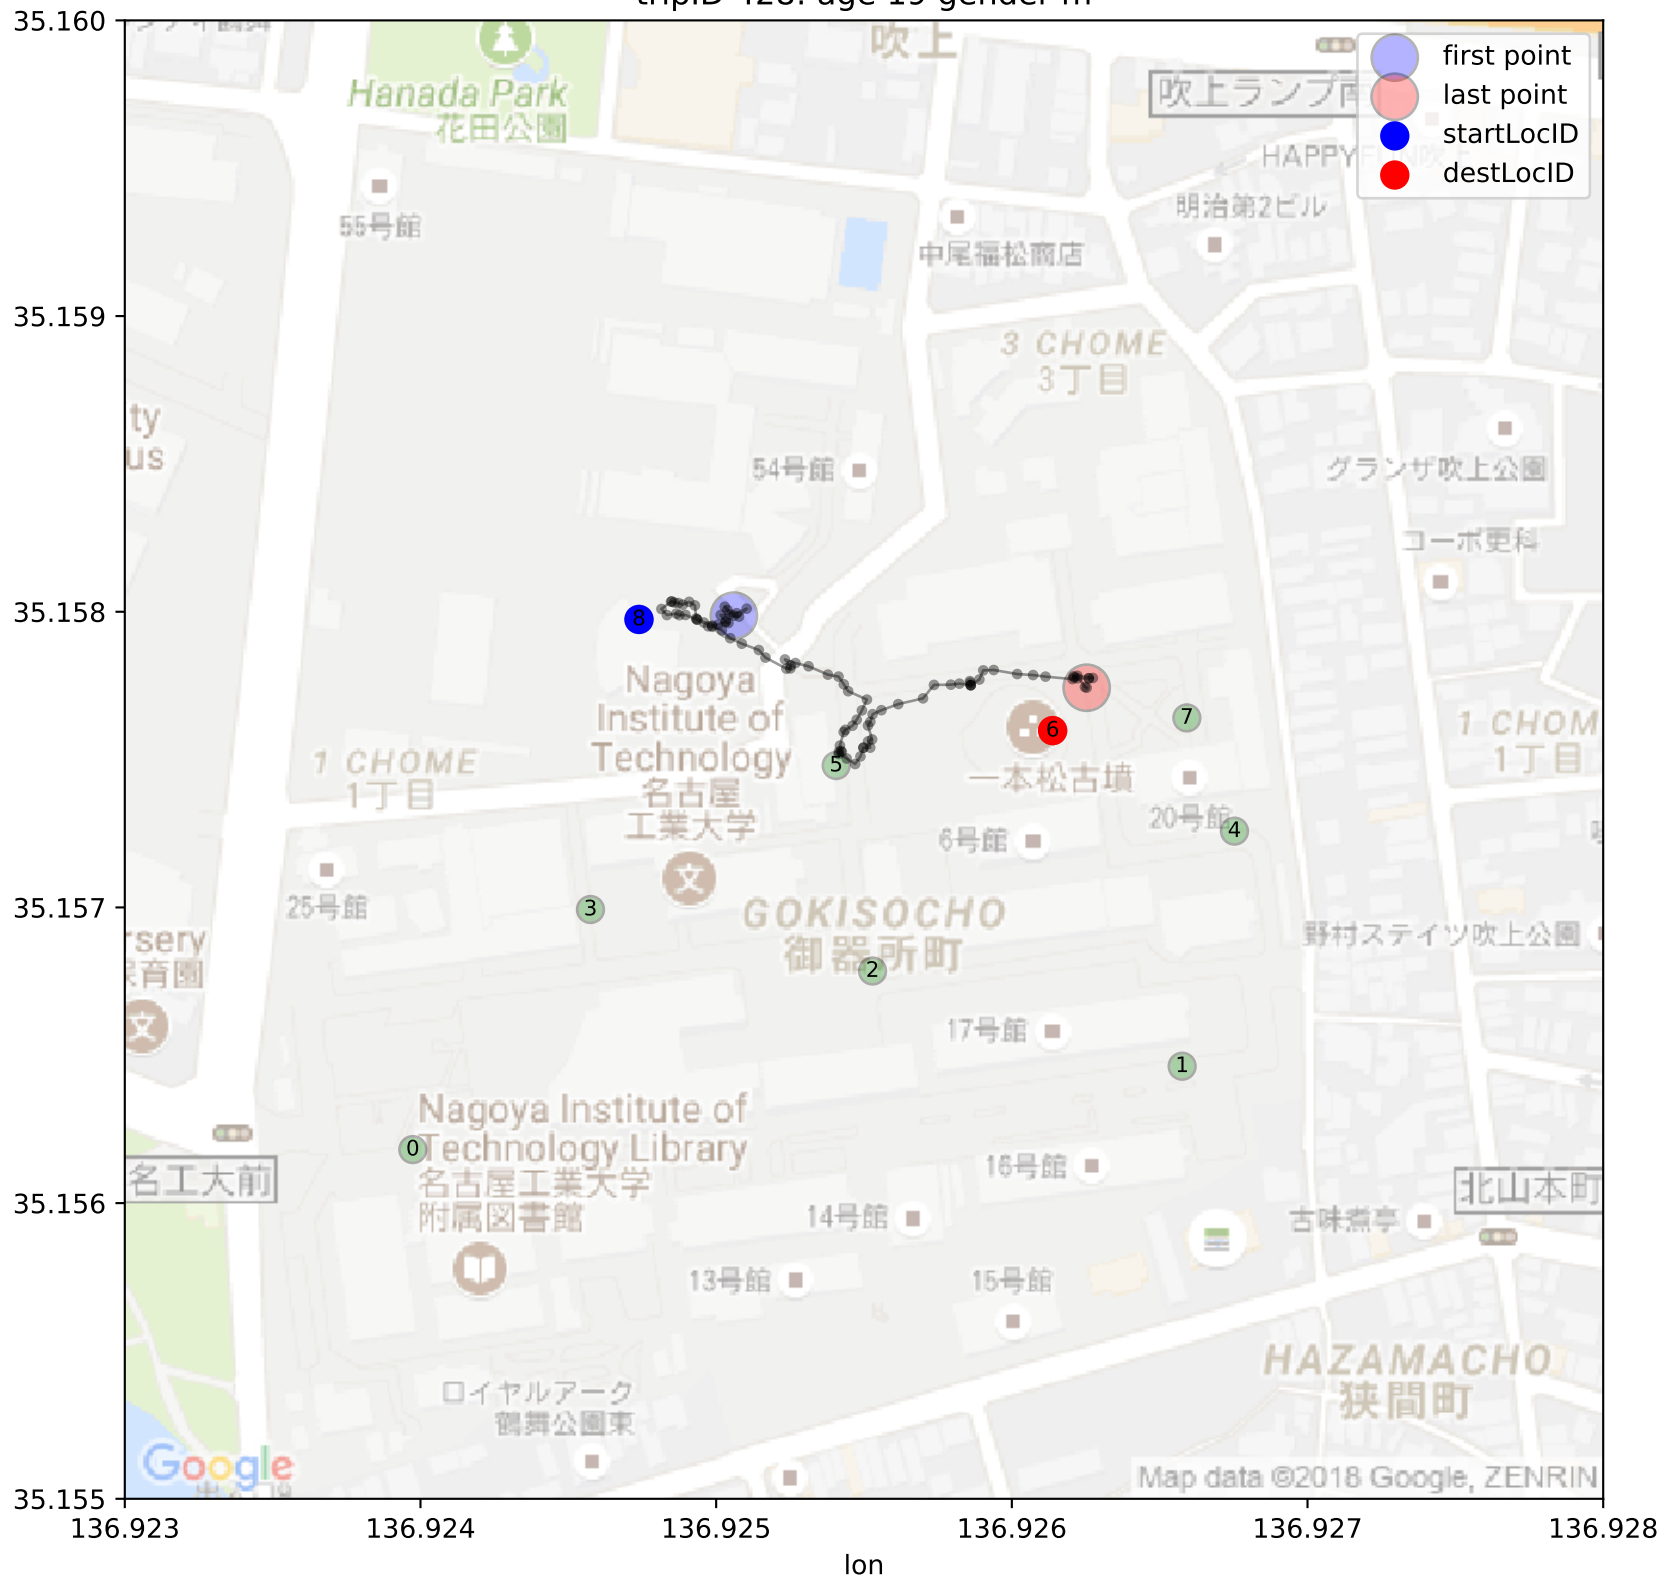 35.160
吹上
first point
last point
startLocID
destLocID
Hanada Park
花田公園
吹上ランプ南
HAPPY
55号館
明治第2ビル
中尾福松商店
35.159
3 CHOME
3丁目
ty
us
54号館
グランザ吹上公園
コーポ更科
35.158
8
Nagoya
Institute of
Technology
名古屋
工業大学
7
6
5
1 CHOME
1丁目
一本松古墳
1 CHOM
1丁目
20号館
4
6号館
25号館
3
35.157
GOKISOCHO
御器所町
2
rsery
保育園
野村ステイツ吹上公園
17号館
1
Nagoya Institute of
Technology Library
名古屋工業大学
附属図書館
0
名工大前
16号館
北山本町
35.156
14号館
古味煮亭
13号館
15号館
HAZAMACHO
狭間町
ロイヤルアーク
鶴舞公園東
Google
Map data ©2018 Google, ZENRIN
35.155
136.923
136.924
136.925
136.926
136.927
136.928
lon